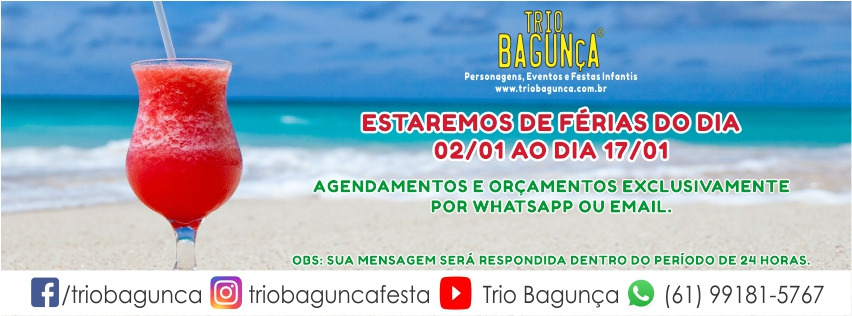 TRIO
BAGUNÇA®
Personagens, Eventos e Festas Infantis
www.triobagunca.com.br
ESTAREMOS DE FÉRIAS DO DIA
02/01 AO DIA 17/01
AGENDAMENTOS E ORÇAMENTOS EXCLUSIVAMENTE
POR WHATSAPP OU EMAIL.
OBS: SUA MENSAGEM SERÁ RESPONDIDA DENTRO DO PERÍODO DE 24 HORAS.
/triobagunca triobaguncafesta Trio Bagunça (61) 99181-5767